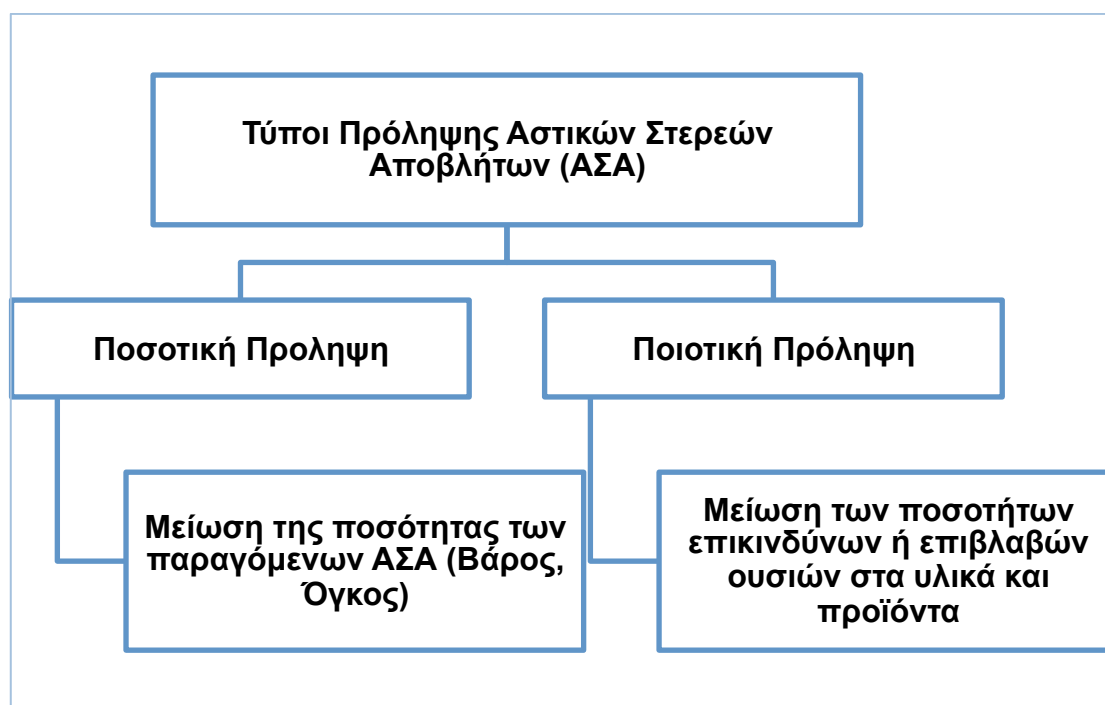 Τύποι Πρόληψης Αστικών Στερεών
Αποβλήτων (ΑΣΑ)
Ποσοτική Προληψη
Ποιοτική Πρόληψη
Μείωση της ποσότητας των
παραγόμενων ΑΣΑ (Βάρος,
Όγκος)
Μείωση των ποσοτήτων
επικινδύνων ή επιβλαβών
ουσιών στα υλικά και
προϊόντα